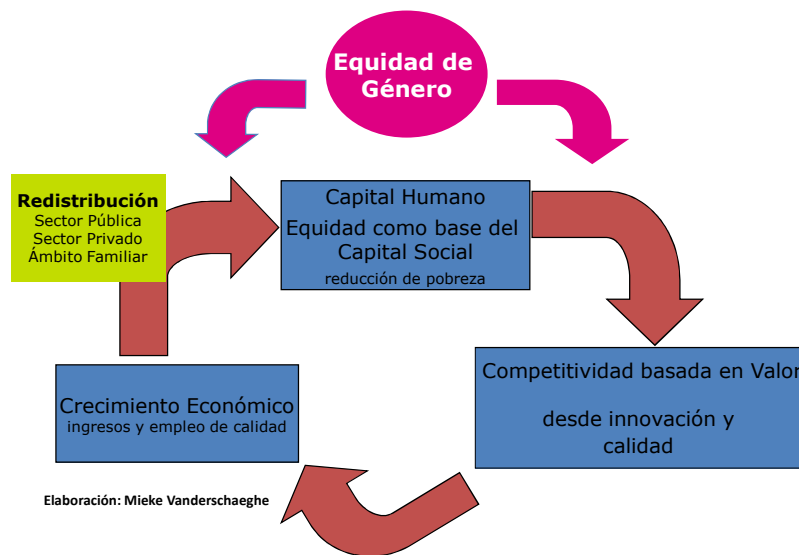 Equidad de
Género
Redistribución
Sector Pública
Sector Privado
Ámbito Familiar
Capital Humano
Equidad como base del
Capital Social
reducción de pobreza
Competitividad basada en Valor
desde innovación y
calidad
Crecimiento Económico
ingresos y empleo de calidad
Elaboración: Mieke Vanderschaeghe